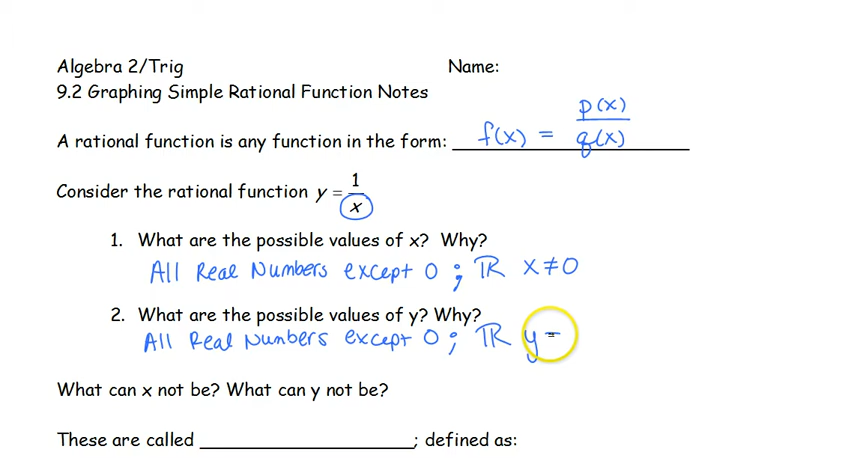 Algebra 2/Trig Name:
9.2 Graphing Simple Rational Function Notes
A rational function is any function in the form: f(x) = p(x)/q(x)
Consider the rational function y = 1/x
1. What are the possible values of x? Why?
All Real Numbers except 0 ; ℝ x≠0
2. What are the possible values of y? Why?
All Real Numbers except 0 ; ℝ y -
What can x not be? What can y not be?
These are called ____________________; defined as: